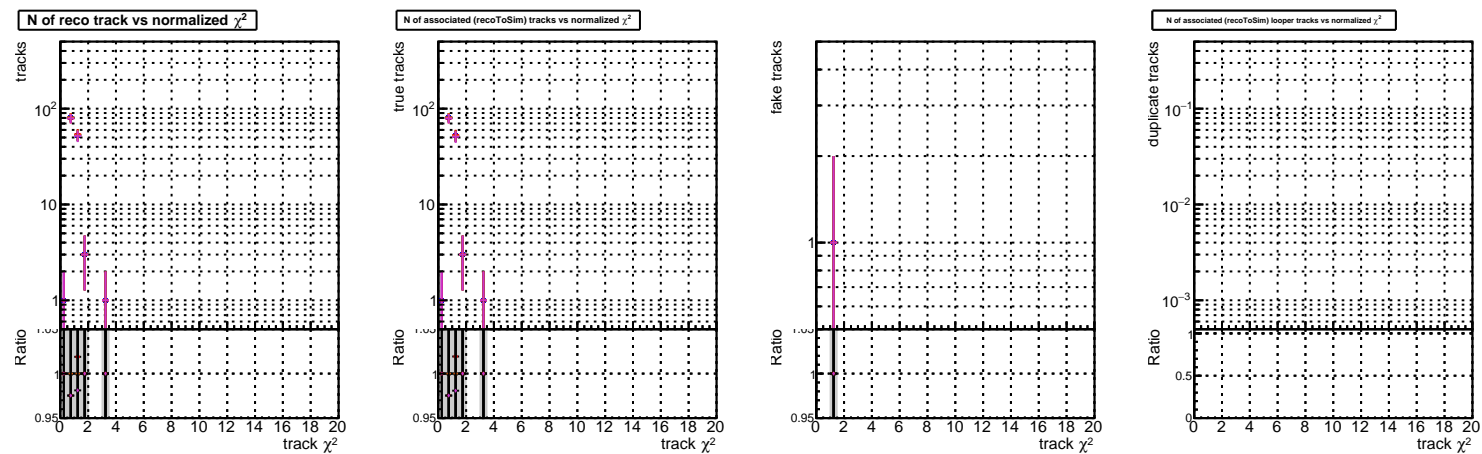 N of reco track vs normalized χ²
tracks
10²
10
1
Ratio
1.05
1
0.95
0 2 4 6 8 10 12 14 16 18 20
track χ²
N of associated (recoToSim) tracks vs normalized χ²
true tracks
10²
10
1
Ratio
1.05
1
0.95
0 2 4 6 8 10 12 14 16 18 20
track χ²
fake tracks
1
Ratio
1.05
1
0.95
0 2 4 6 8 10 12 14 16 18 20
track χ²
N of associated (recoToSim) looper tracks vs normalized χ²
duplicate tracks
10⁻¹
10⁻²
10⁻³
Ratio
1
0.5
0
0 2 4 6 8 10 12 14 16 18 20
track χ²